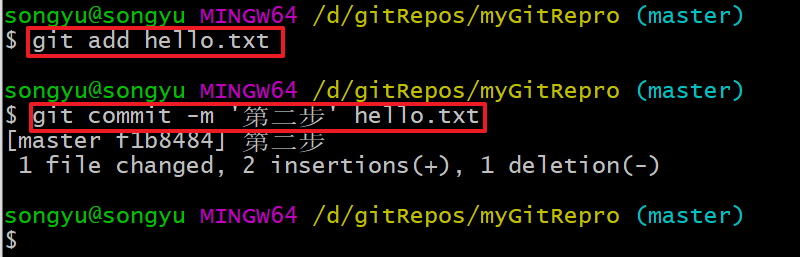 songyu@songyu MINGW64 /d/gitRepos/myGitRepro (master)
$ git add hello.txt
songyu@songyu MINGW64 /d/gitRepos/myGitRepro (master)
$ git commit -m '第二步' hello.txt
[master f1b8484] 第二步
 1 file changed, 2 insertions(+), 1 deletion(-)
songyu@songyu MINGW64 /d/gitRepos/myGitRepro (master)
$